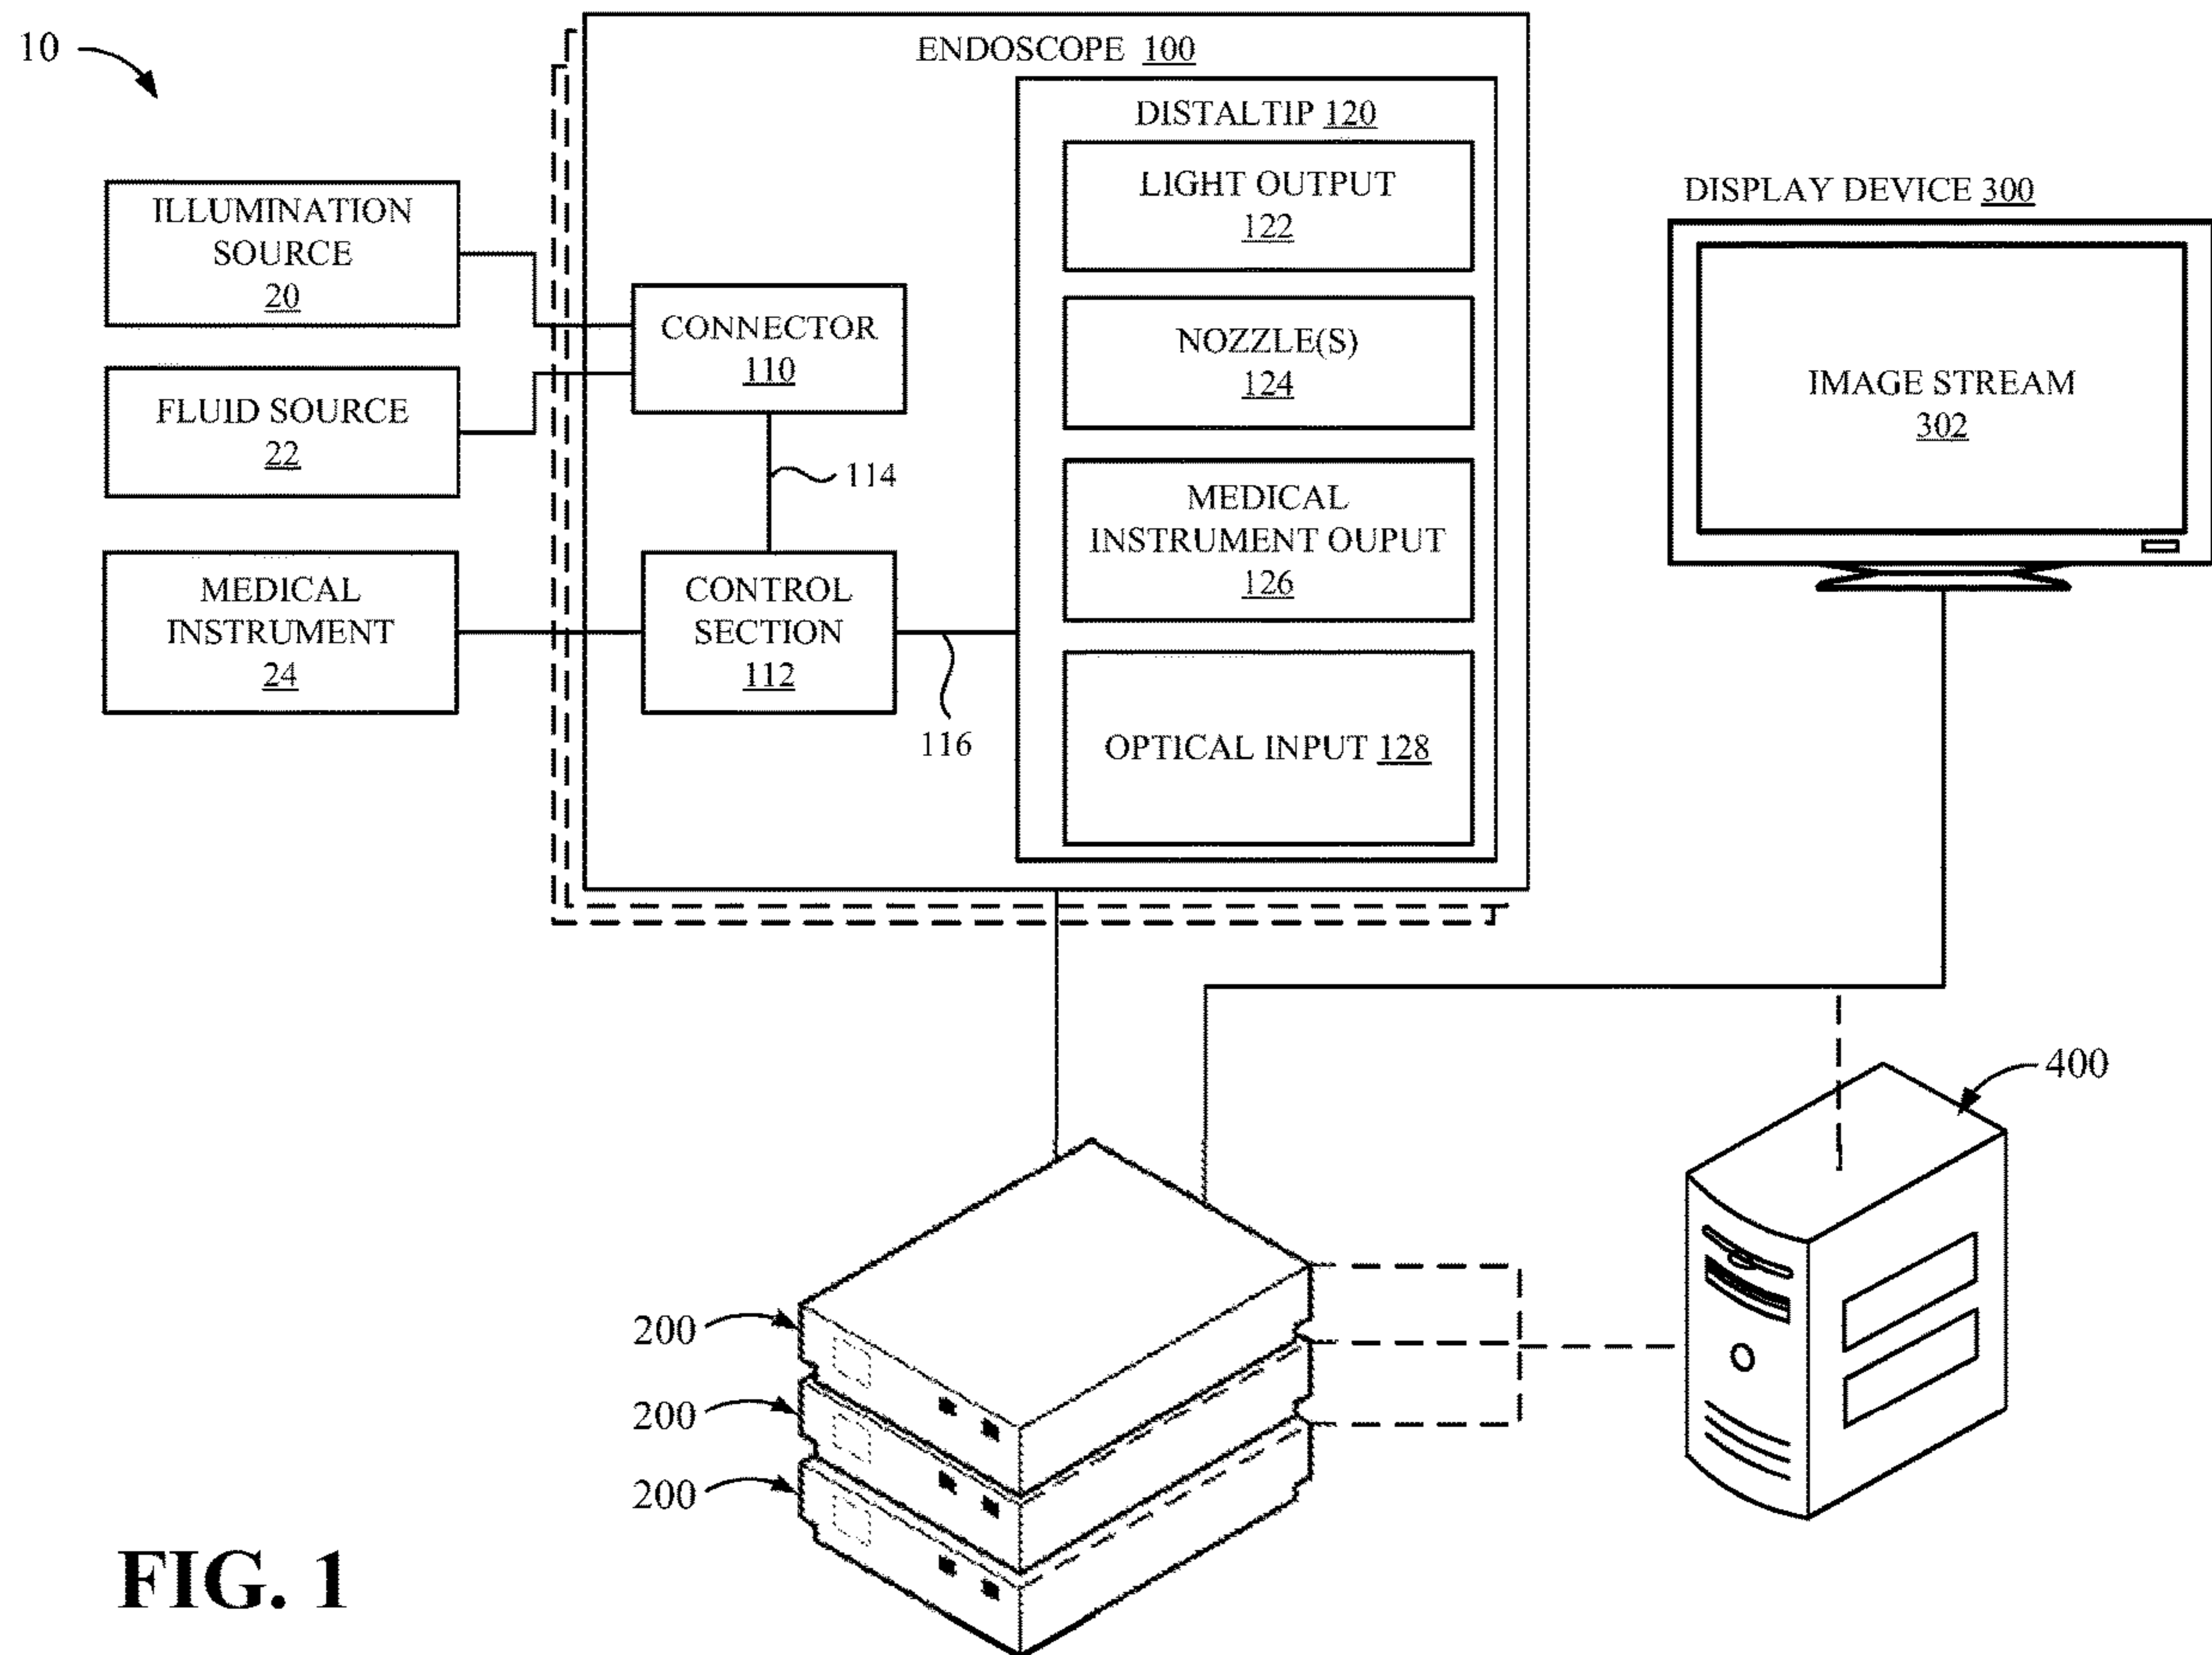 10
ENDOSCOPE 100
DISTALTIP 120
LIGHT OUTPUT
122
NOZZLE(S)
124
MEDICAL
INSTRUMENT OUPUT
126
OPTICAL INPUT 128
ILLUMINATION
SOURCE
20
FLUID SOURCE
22
MEDICAL
INSTRUMENT
24
CONNECTOR
110
114
CONTROL
SECTION
112
116
DISPLAY DEVICE 300
IMAGE STREAM
302
400
200
200
200
FIG. 1